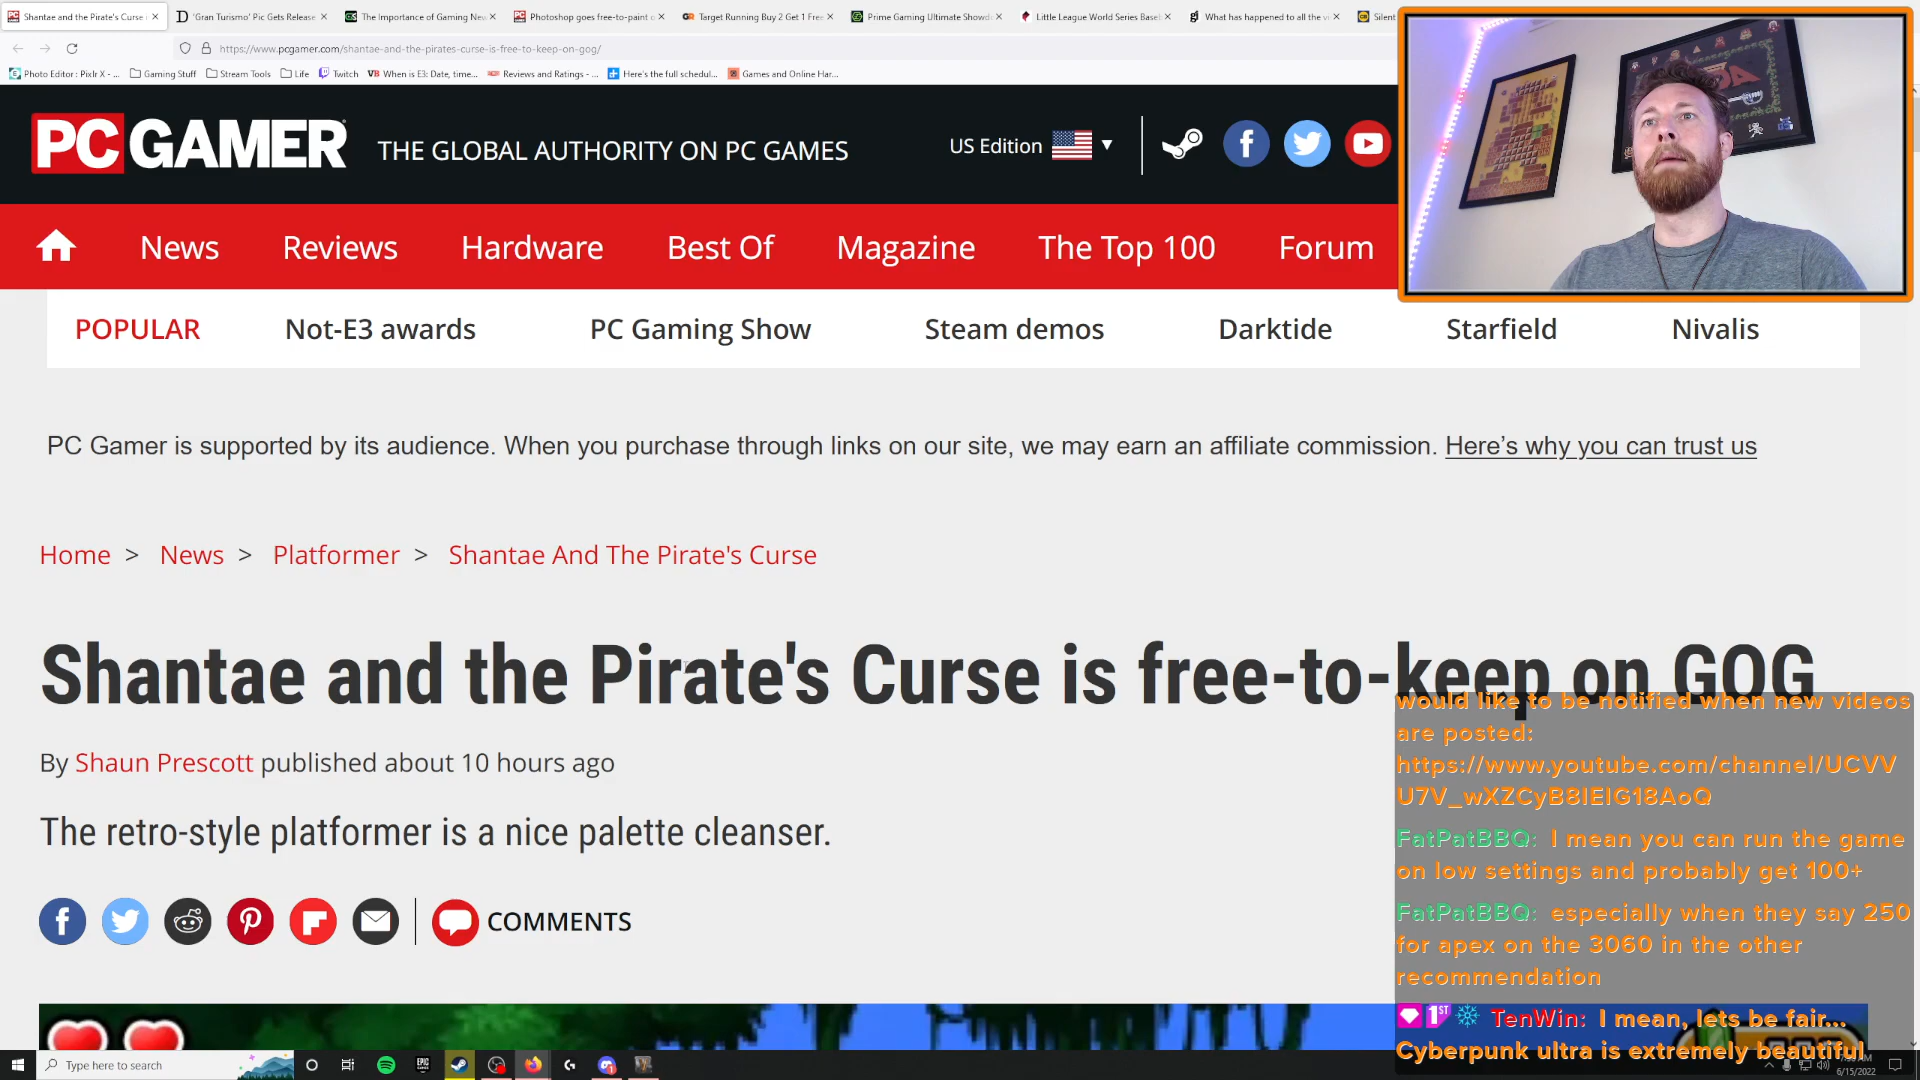 Shantae and the Pirate's Curse
'Gran Turismo' Pic Gets Release
The Importance of Gaming New
Photoshop goes free-to-paint o
Target Running Buy 2 Get 1 Free
Prime Gaming Ultimate Showd
Little League World Series Base
What has happened to all the vi
Silent
https://www.pcgamer.com/shantae-and-the-pirates-curse-is-free-to-keep-on-gog/
Photo Editor : Pixlr X - ...
Gaming Stuff
Stream Tools
Life
Twitch
When is E3: Date, time...
Reviews and Ratings - ...
Here's the full schedul...
Games and Online Har...
PC GAMER
THE GLOBAL AUTHORITY ON PC GAMES
US Edition
News
Reviews
Hardware
Best Of
Magazine
The Top 100
Forum
POPULAR
Not-E3 awards
PC Gaming Show
Steam demos
Darktide
Starfield
Nivalis
PC Gamer is supported by its audience. When you purchase through links on our site, we may earn an affiliate commission. Here's why you can trust us
Home > News > Platformer > Shantae And The Pirate's Curse
Shantae and the Pirate's Curse is free-to-keep on GOG
By Shaun Prescott published about 10 hours ago
The retro-style platformer is a nice palette cleanser.
COMMENTS
would like to be notified when new videos
are posted:
https://www.youtube.com/channel/UCVV
U7V_wXZCyB8IEIG18AoQ
FatPatBBQ: I mean you can run the game
on low settings and probably get 100+
FatPatBBQ: especially when they say 250
for apex on the 3060 in the other
recommendation
1ST TenWin: I mean, lets be fair...
Cyberpunk ultra is extremely beautiful
Type here to search
6/15/2022